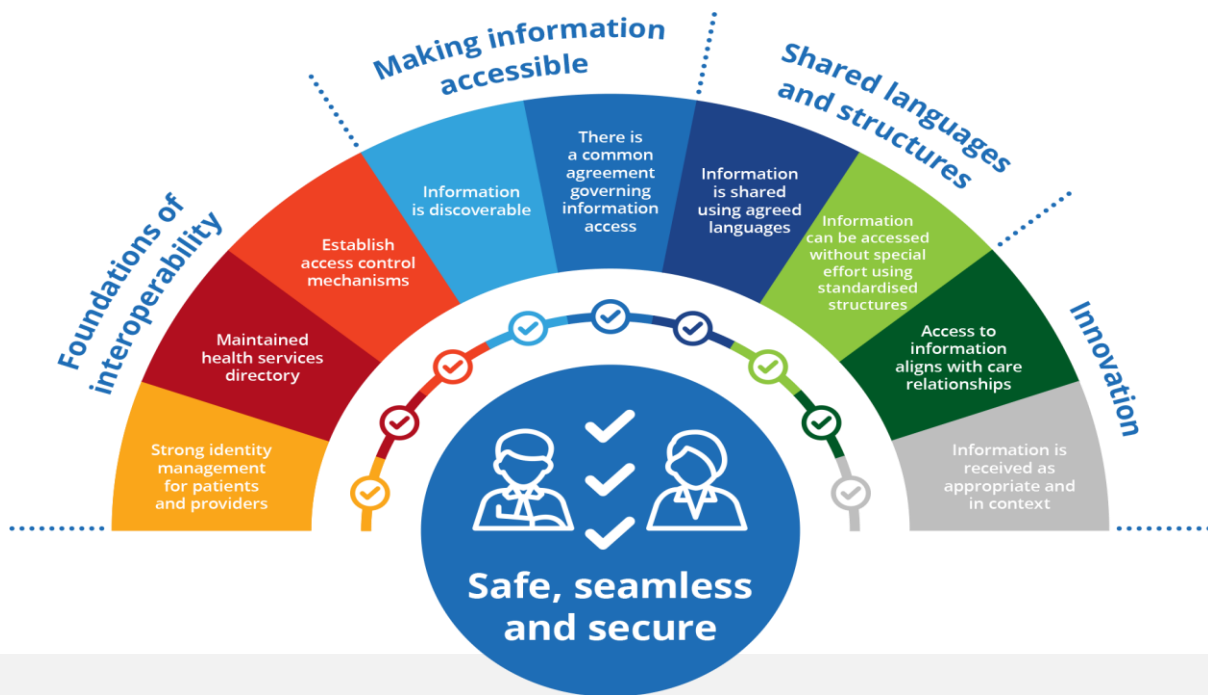 Foundations of
interoperability
Making information
accessible
Shared languages
and structures
Innovation
Strong identity
management
for patients
and providers
Maintained
health services
directory
Establish
access control
mechanisms
Information
is discoverable
There is
a common
agreement
governing
information
access
Information
is shared
using agreed
languages
Information
can be accessed
without special
effort using
standardised
structures
Access to
information
aligns with care
relationships
Information is
received as
appropriate and
in context
Safe, seamless
and secure